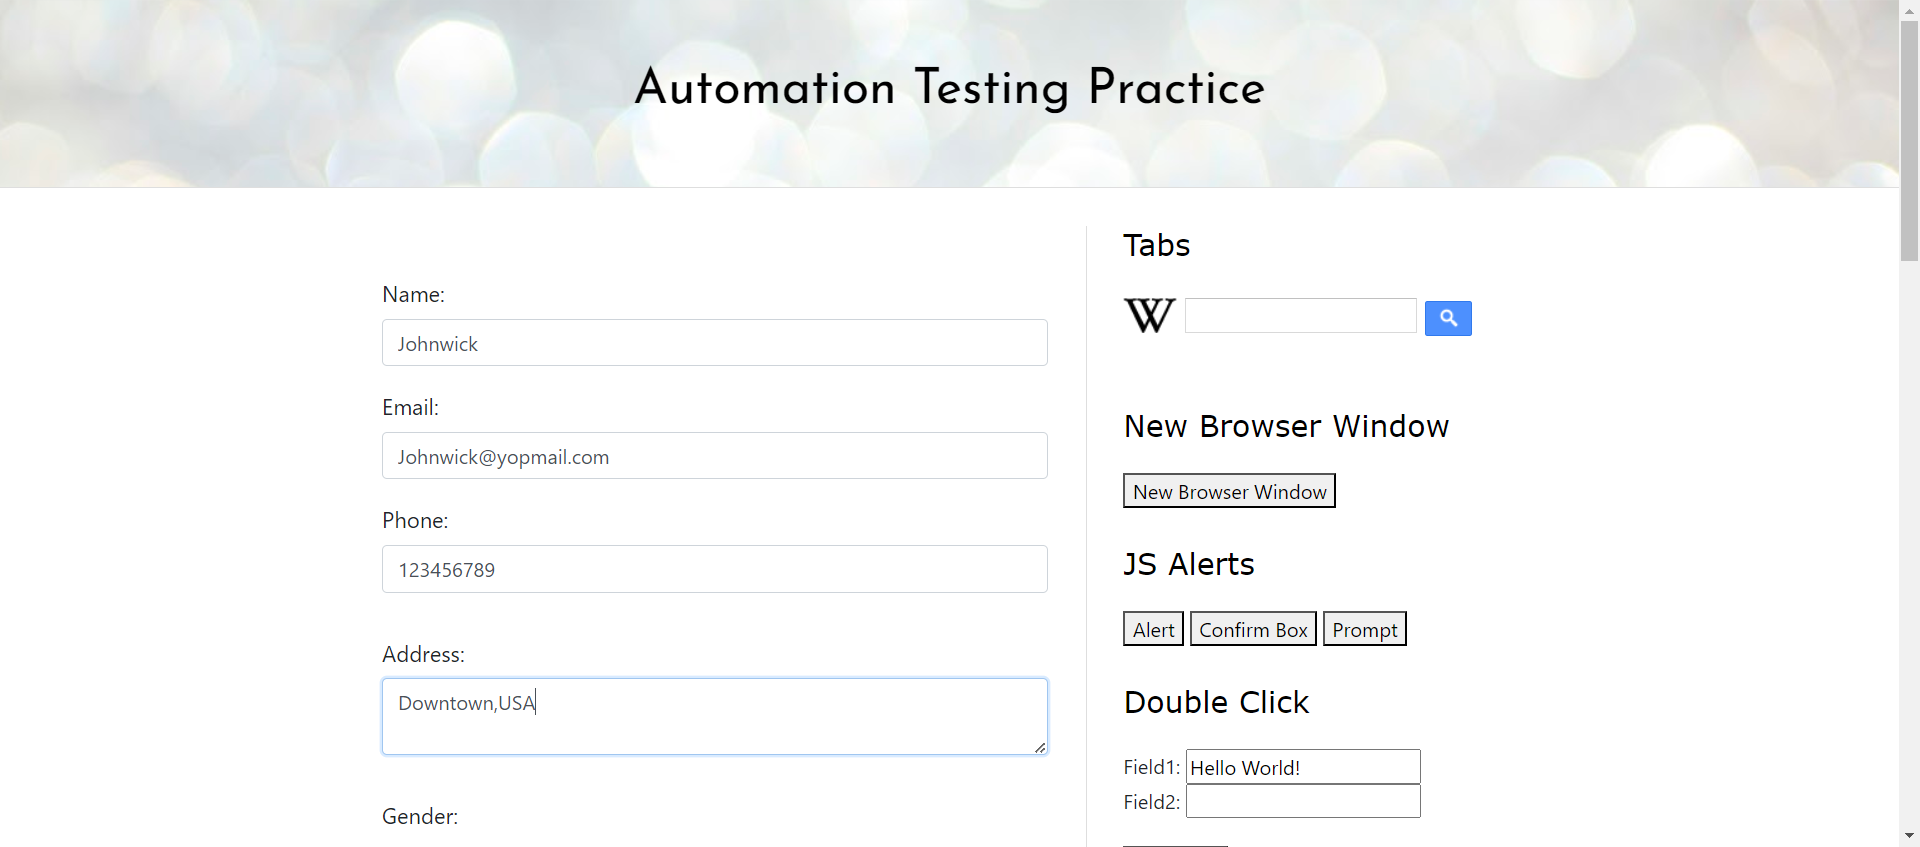 Automation Testing Practice
Name:
Johnwick
Email:
Johnwick@yopmail.com
Phone:
123456789
Address:
Downtown,USA
Gender:
Tabs
W
New Browser Window
New Browser Window
JS Alerts
Alert Confirm Box Prompt
Double Click
Field1: Hello World!
Field2: